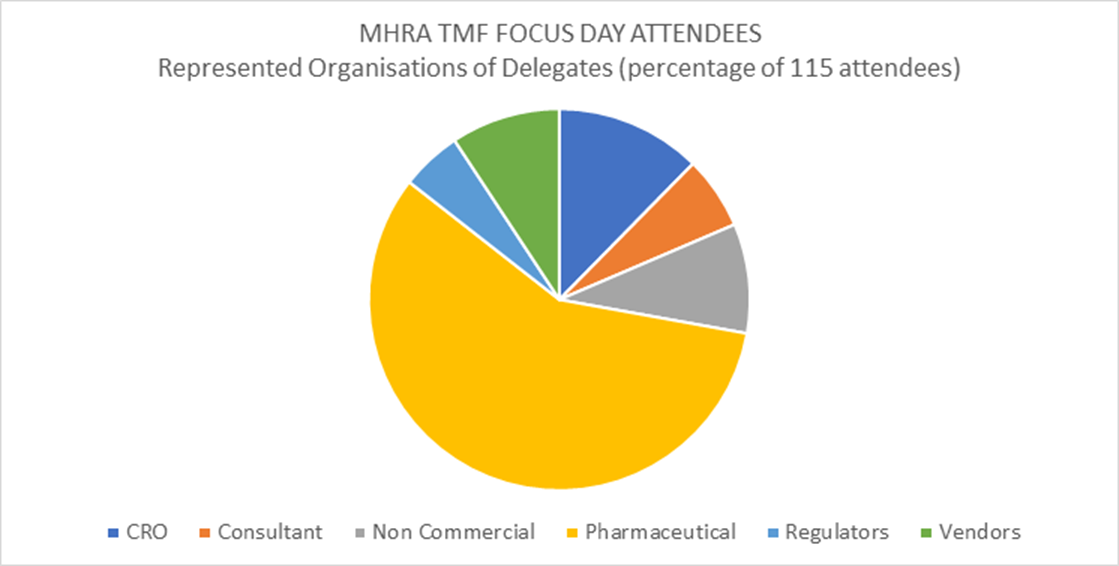 MHRA TMF FOCUS DAY ATTENDEES
Represented Organisations of Delegates (percentage of 115 attendees)
CRO Consultant Non Commercial Pharmaceutical Regulators Vendors